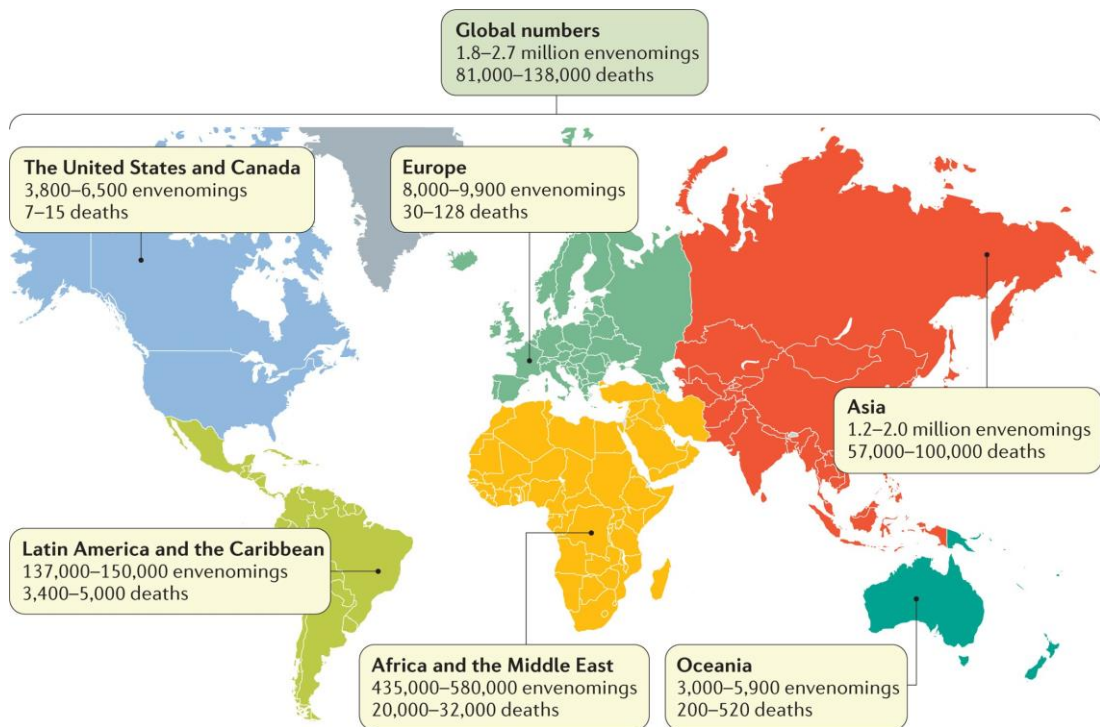 Global numbers
1.8–2.7 million envenomings
81,000–138,000 deaths
The United States and Canada
3,800–6,500 envenomings
7–15 deaths
Europe
8,000–9,900 envenomings
30–128 deaths
Asia
1.2–2.0 million envenomings
57,000–100,000 deaths
Latin America and the Caribbean
137,000–150,000 envenomings
3,400–5,000 deaths
Africa and the Middle East
435,000–580,000 envenomings
20,000–32,000 deaths
Oceania
3,000–5,900 envenomings
200–520 deaths